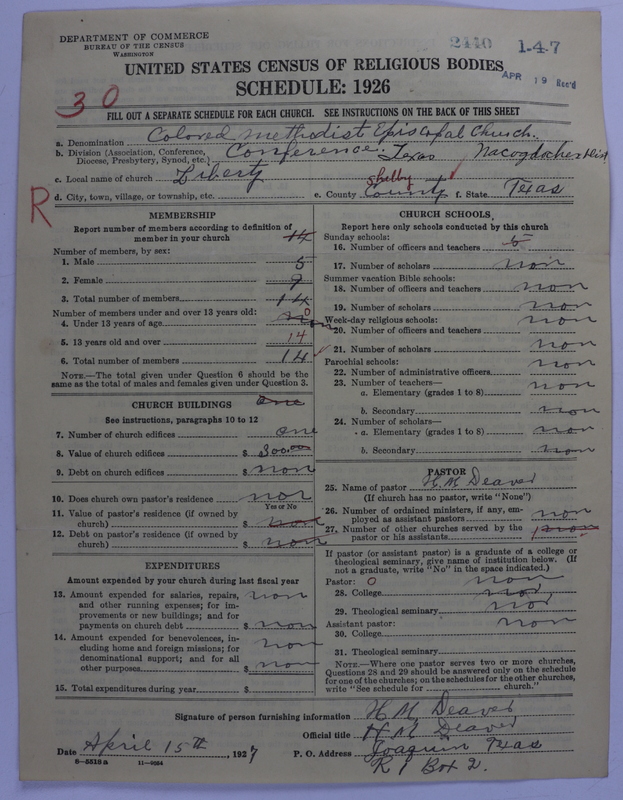 DEPARTMENT OF COMMERCE
BUREAU OF THE CENSUS
WASHINGTON
2440 1-4-7
UNITED STATES CENSUS OF RELIGIOUS BODIES
APR 19 Rec'd
SCHEDULE: 1926
30
FILL OUT A SEPARATE SCHEDULE FOR EACH CHURCH. SEE INSTRUCTIONS ON THE BACK OF THIS SHEET
a. Denomination Colored Methodist Episcopal Church.
b. Division (Association, Conference, Diocese, Presbytery, Synod, etc.) Conference. Texas Nacogdoches Dist
c. Local name of church Liberty
R
d. City, town, village, or township, etc. e. County shelby County f. State Texas
MEMBERSHIP
Report number of members according to definition of member in your church 14
Number of members, by sex:
1. Male 5
2. Female 9
3. Total number of members 14
Number of members under and over 13 years old: 0
4. Under 13 years of age non
5. 13 years old and over 14
6. Total number of members 14
NOTE.—The total given under Question 6 should be the same as the total of males and females given under Question 3.
CHURCH BUILDINGS one
See instructions, paragraphs 10 to 12
7. Number of church edifices one
8. Value of church edifices $ 300.00
9. Debt on church edifices $ non
10. Does church own pastor's residence nor
Yes or No
11. Value of pastor's residence (if owned by church) $ non
12. Debt on pastor's residence (if owned by church) $ non
EXPENDITURES
Amount expended by your church during last fiscal year
13. Amount expended for salaries, repairs, and other running expenses; for improvements or new buildings; and for payments on church debt non $ non
14. Amount expended for benevolences, including home and foreign missions; for denominational support; and for all other purposes non $ non
15. Total expenditures during year $
CHURCH SCHOOLS
Report here only schools conducted by this church
Sunday schools:
16. Number of officers and teachers 5
17. Number of scholars non
Summer vacation Bible schools:
18. Number of officers and teachers non
19. Number of scholars non
Week-day religious schools: non
20. Number of officers and teachers
21. Number of scholars non
Parochial schools:
22. Number of administrative officers non
23. Number of teachers— non
a. Elementary (grades 1 to 8)
b. Secondary non
24. Number of scholars—
a. Elementary (grades 1 to 8) non
b. Secondary non
PASTOR
25. Name of pastor H. M Deaver
(If church has no pastor, write "None")
26. Number of ordained ministers, if any, employed as assistant pastors non
27. Number of other churches served by the pastor or his assistants 1 non
If pastor (or assistant pastor) is a graduate of a college or theological seminary, give name of institution below. (If not a graduate, write "No" in the space indicated.)
Pastor: 0 non
28. College nor
29. Theological seminary nor
Assistant pastor: non
30. College
31. Theological seminary
NOTE.—Where one pastor serves two or more churches, Questions 28 and 29 should be answered only on the schedule for one of the churches; on the schedules for the other churches, write "See schedule for church."
Signature of person furnishing information H M Deaver
Official title H M Deaver
Date April 15th, 1927 P. O. Address Joaquin Texas
8—5512a 11—9954 R 1 Box 2.